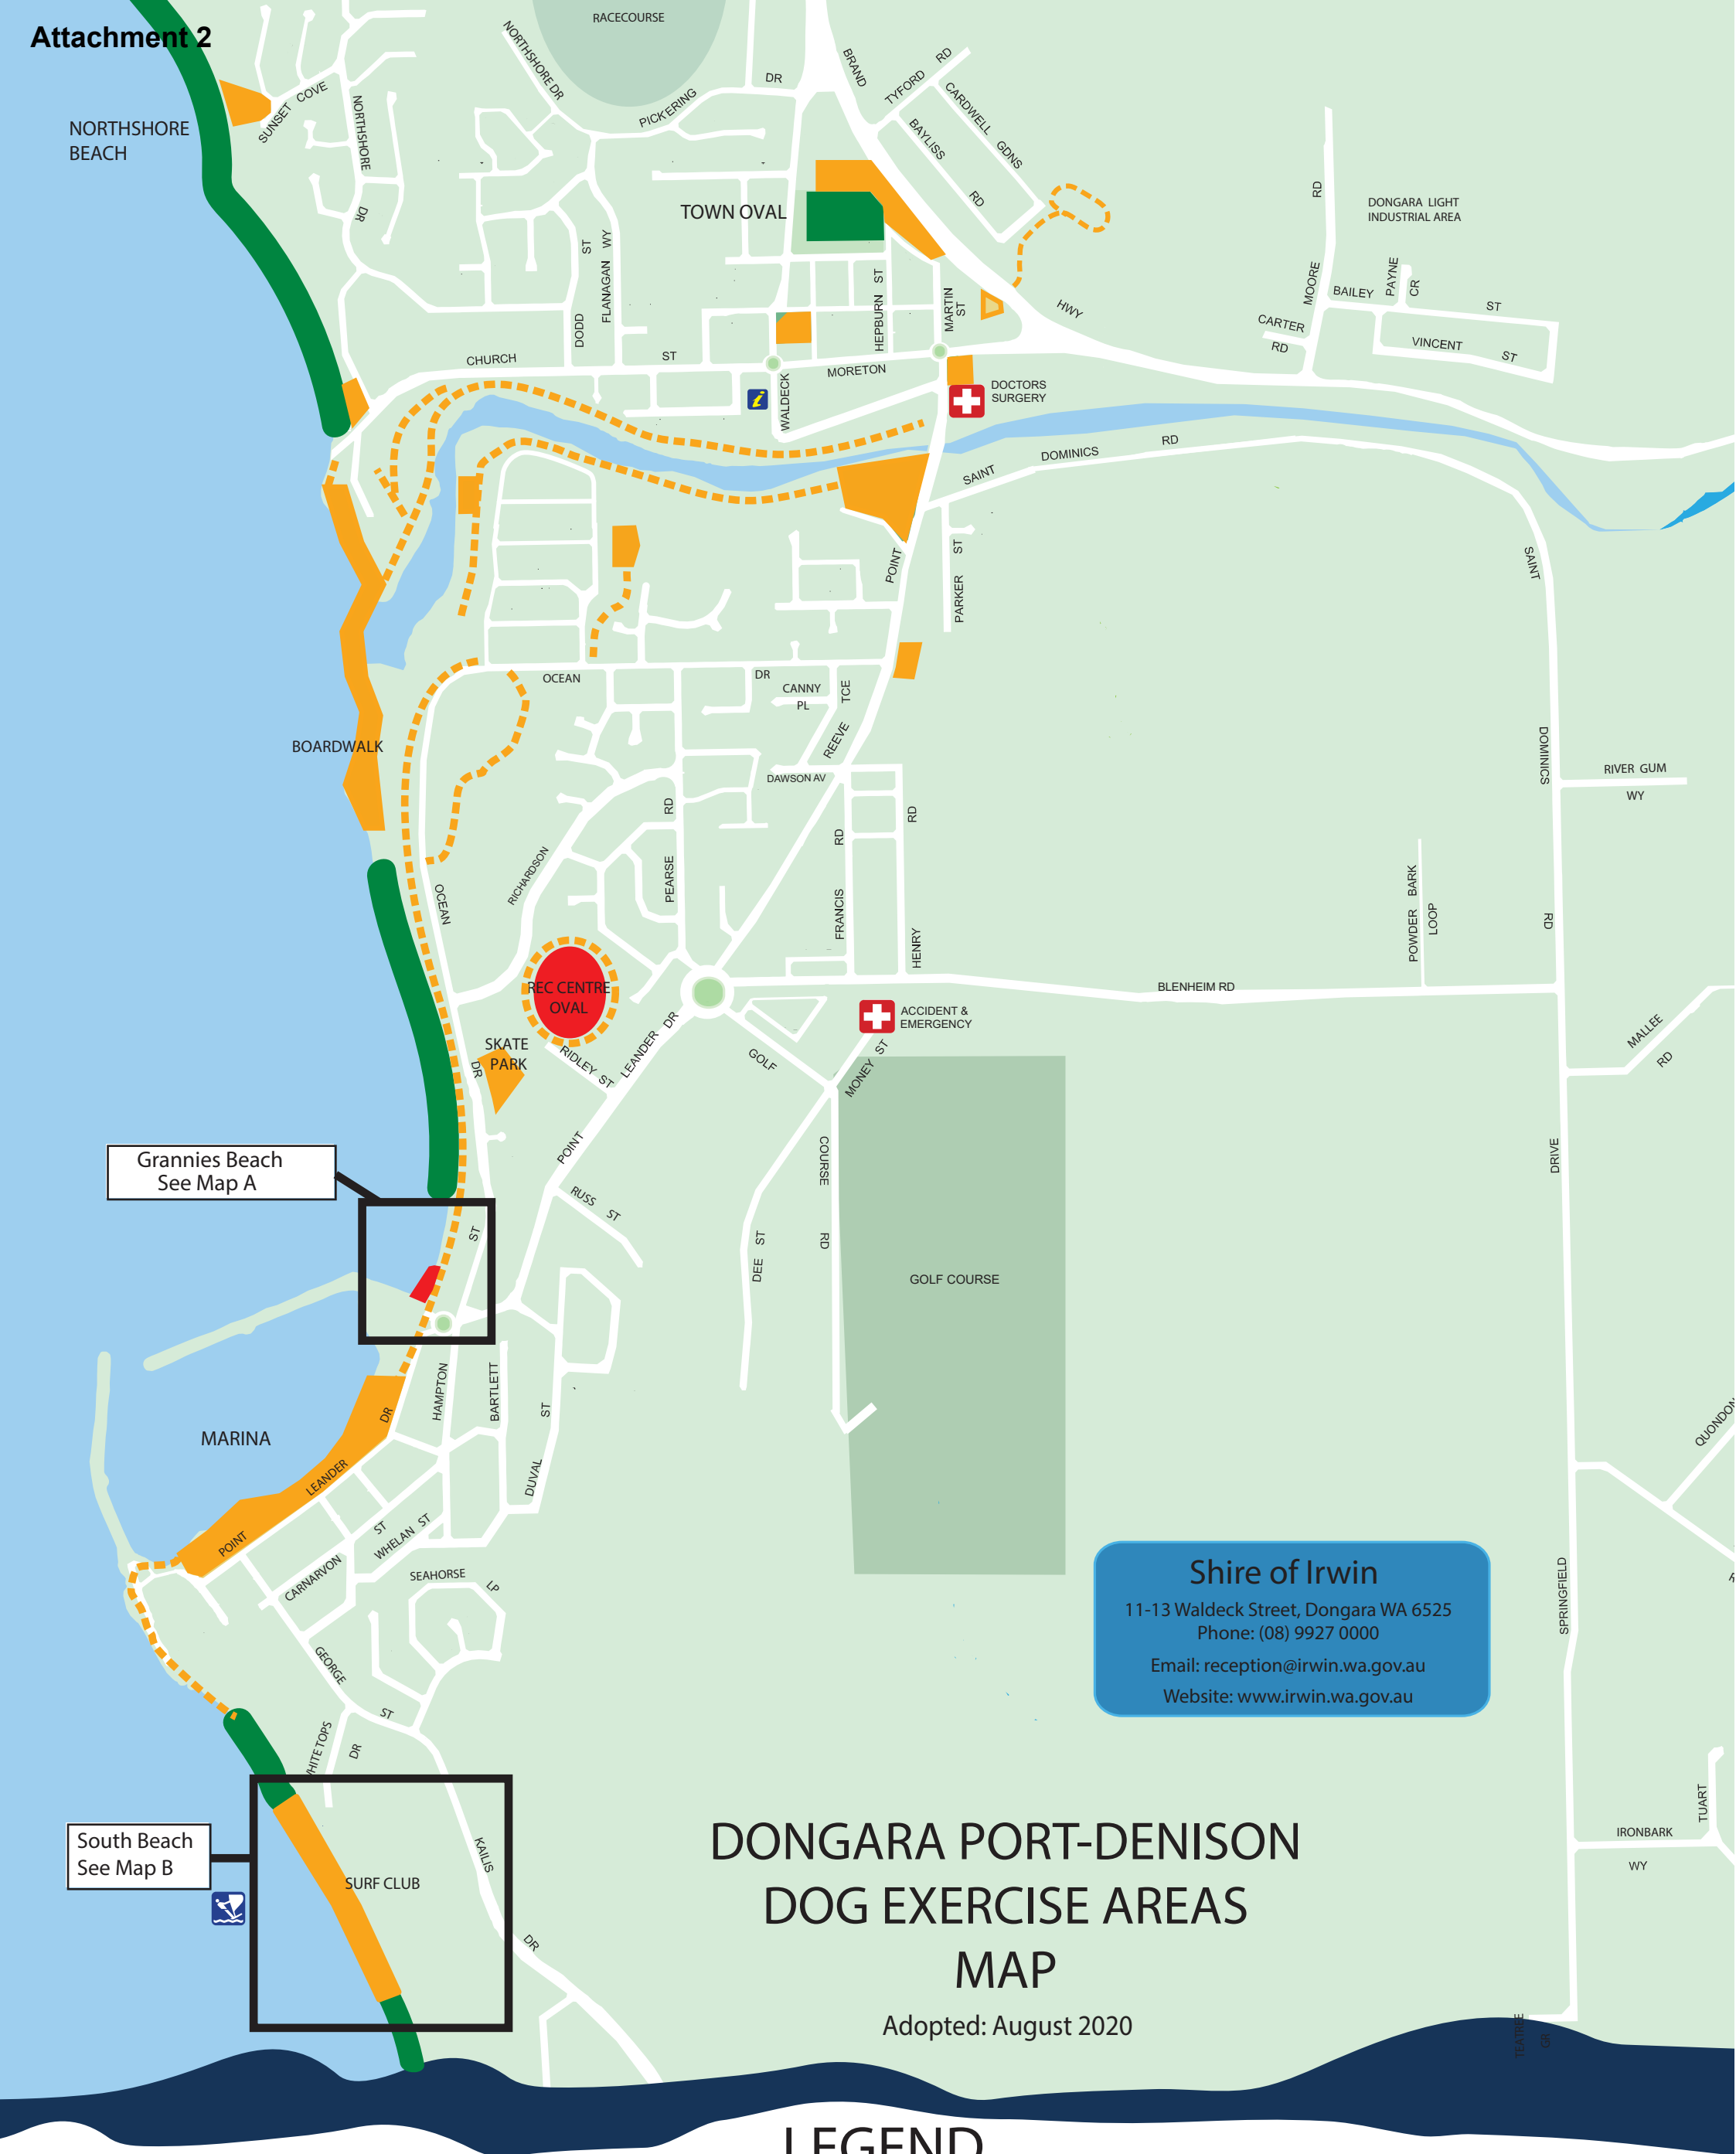 Attachment 2
RACECOURSE
NORTHSHORE DR
BRAND
TYFORD RD
DR
PICKERING
CARDWELL GDNS
BAYLISS
RD
SUNSET COVE
NORTHSHORE
DR
NORTHSHORE
BEACH
TOWN OVAL
RD
DONGARA LIGHT
INDUSTRIAL AREA
DODD
ST
FLANAGAN WY
HEPBURN ST
MARTIN
ST
HWY
MOORE
BAILEY
PAYNE
CR
ST
CARTER
RD
VINCENT
ST
CHURCH
ST
MORETON
i
WALDECK
DOCTORS
SURGERY
SAINT
DOMINICS
RD
POINT
PARKER ST
SAINT
OCEAN
DR
CANNY
PL
TCE
REEVE
BOARDWALK
DAWSON AV
DOMINICS
RIVER GUM
WY
RD
RD
RD
RICHARDSON
PEARSE
FRANCIS
HENRY
OCEAN
POWDER BARK
LOOP
RD
REC CENTRE
OVAL
BLENHEIM RD
ACCIDENT &
EMERGENCY
SKATE
PARK
DR
RIDLEY ST
LEANDER DR
GOLF
MONEY ST
MALLEE
RD
POINT
COURSE
RD
DRIVE
Grannies Beach
See Map A
RUSS ST
ST
DEE ST
GOLF COURSE
HAMPTON
BARTLETT
ST
DR
MARINA
LEANDER
DUVAL
QUONDON
POINT
ST
WHELAN ST
CARNARVON
SEAHORSE
LP
SPRINGFIELD
Shire of Irwin
11-13 Waldeck Street, Dongara WA 6525
Phone: (08) 9927 0000
Email: reception@irwin.wa.gov.au
Website: www.irwin.wa.gov.au
GEORGE
ST
HITETOPS
DR
TUART
South Beach
See Map B
SURF CLUB
KAILIS
DR
IRONBARK
WY
DONGARA PORT-DENISON
DOG EXERCISE AREAS
MAP
Adopted: August 2020
TEATREE
GR
LEGEND